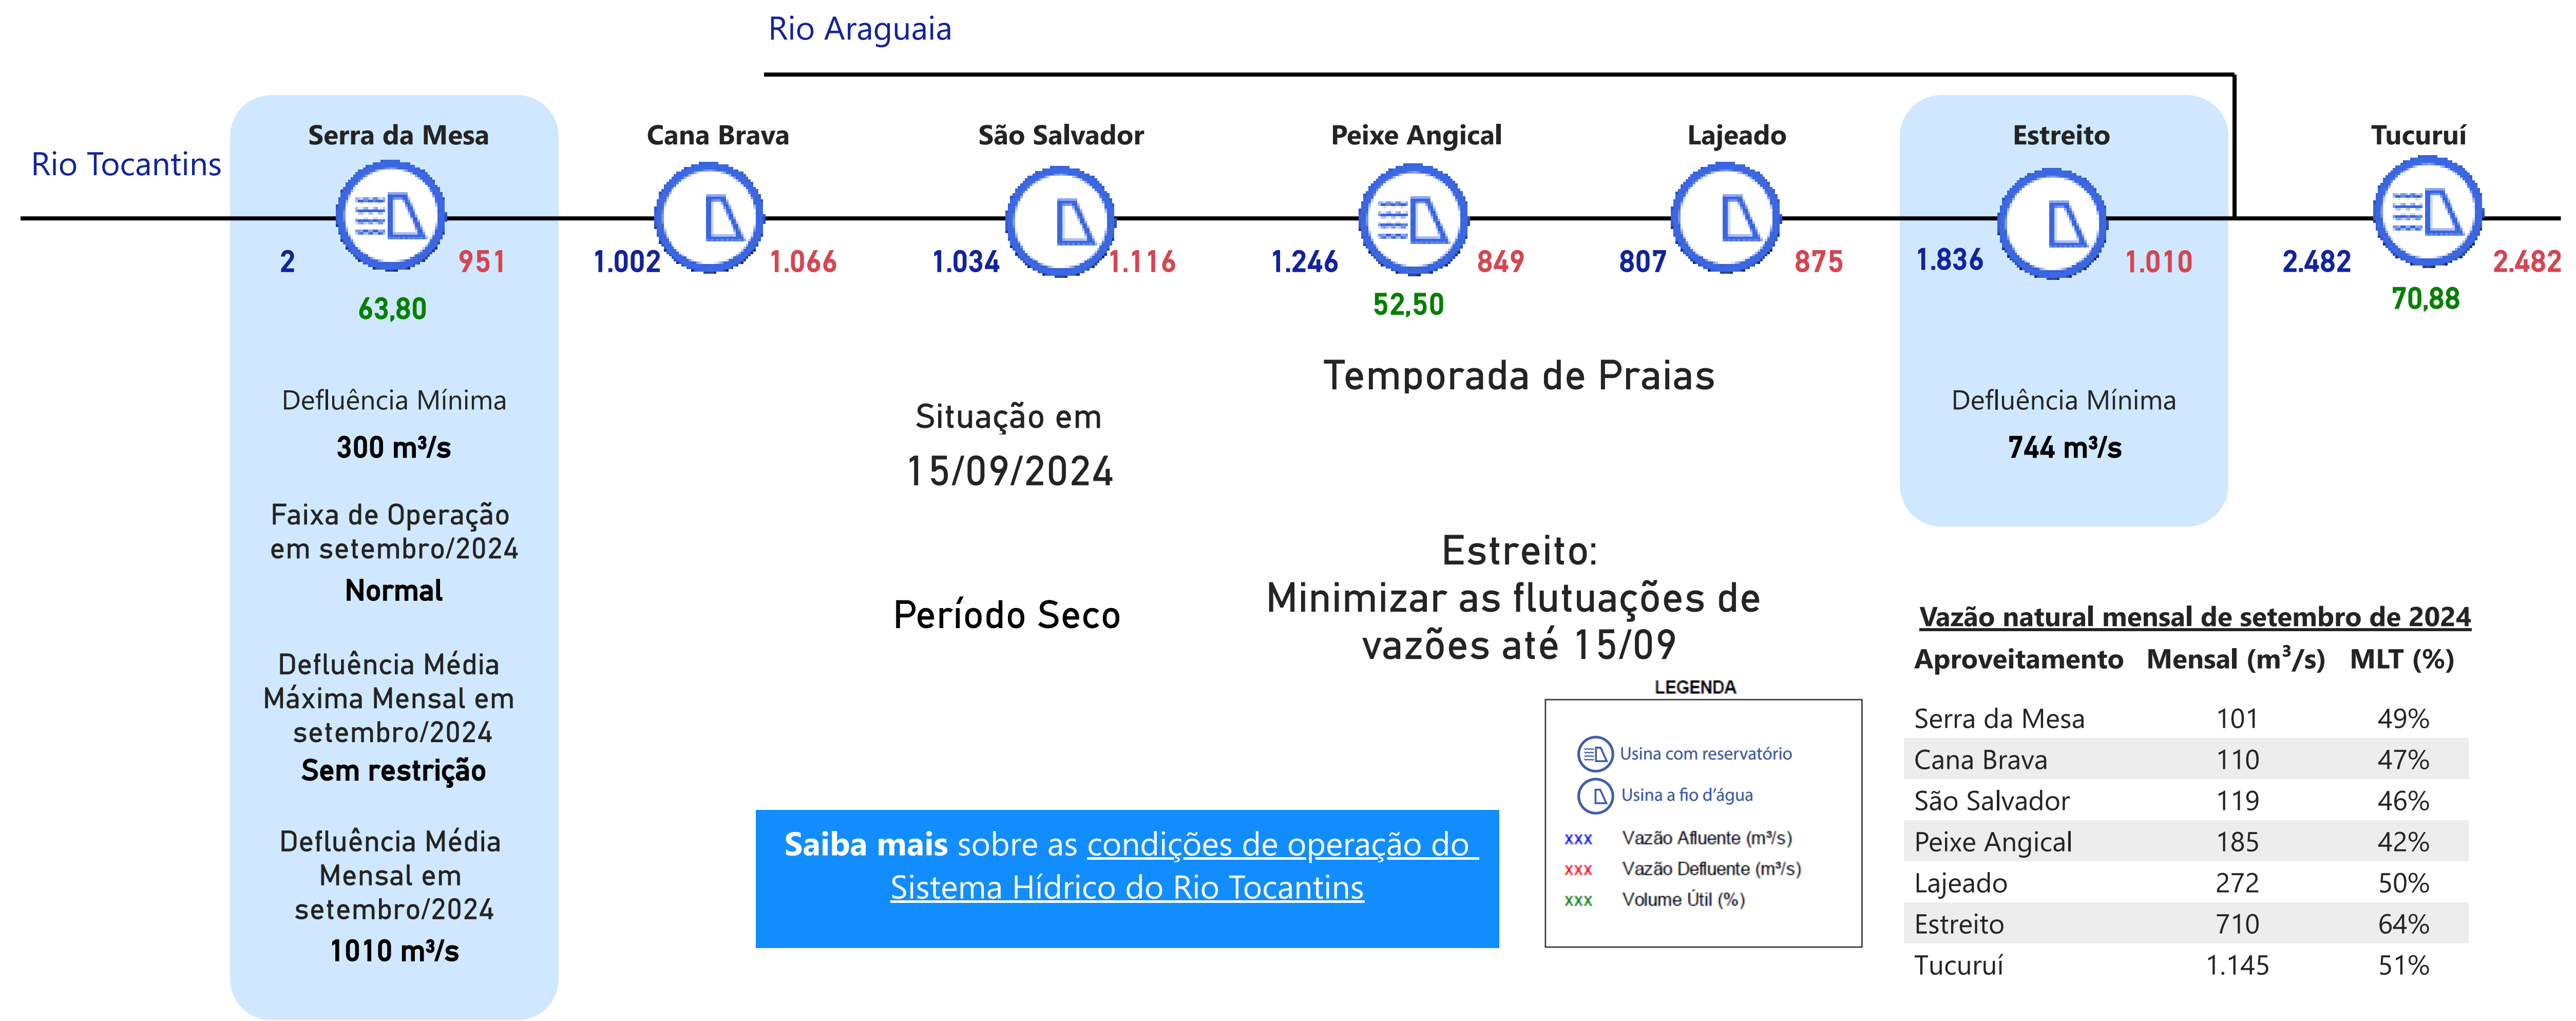 Rio Araguaia
Rio Tocantins
Serra da Mesa
Cana Brava
São Salvador
Peixe Angical
Lajeado
Estreito
Tucuruí
2
951
1.002
1.066
1.034
1.116
1.246
849
807
875
1.836
1.010
2.482
2.482
63,80
52,50
70,88
Defluência Mínima
300 m³/s
Faixa de Operação
em setembro/2024
Normal
Defluência Média
Máxima Mensal em
setembro/2024
Sem restrição
Defluência Média
Mensal em
setembro/2024
1010 m³/s
Situação em
15/09/2024
Período Seco
Temporada de Praias
Estreito:
Minimizar as flutuações de
vazões até 15/09
Defluência Mínima
744 m³/s
Saiba mais sobre as condições de operação do
Sistema Hídrico do Rio Tocantins
LEGENDA
Usina com reservatório
Usina a fio d'água
xxx Vazão Afluente (m³/s)
xxx Vazão Defluente (m³/s)
xxx Volume Útil (%)
Vazão natural mensal de setembro de 2024
Aproveitamento Mensal (m³/s) MLT (%)
Serra da Mesa 101 49%
Cana Brava 110 47%
São Salvador 119 46%
Peixe Angical 185 42%
Lajeado 272 50%
Estreito 710 64%
Tucuruí 1.145 51%